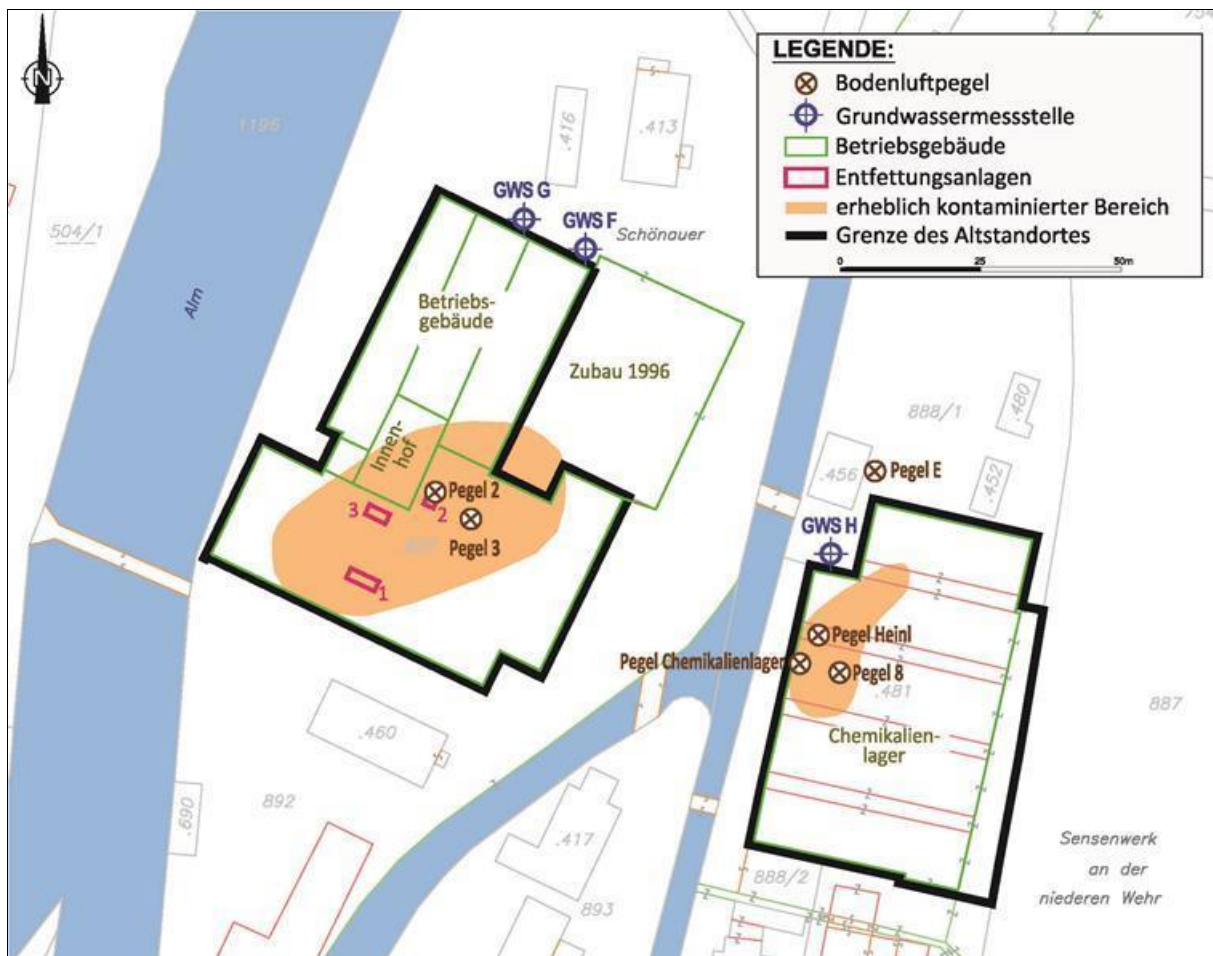 N
LEGENDE:
Bodenluftpegel
Grundwassermessstelle
Betriebsgebäude
Entfettungsanlagen
erheblich kontaminierter Bereich
Grenze des Altstandortes
0 25 50m
1196
.416
.413
504/1
Alm
GWS G
GWS F
Schönauer
Betriebs-
gebäude
Zubau 1996
Innen-
hof
888/1
.480
.456
.452
Pegel E
Pegel 2
3
2
Pegel 3
1
GWS H
Pegel Heinl
Pegel Chemikalienlager
Pegel 8
.481
887
Chemikalien-
lager
.460
892
.690
.417
893
888/2
Sensenwerk
an der
niederen Wehr